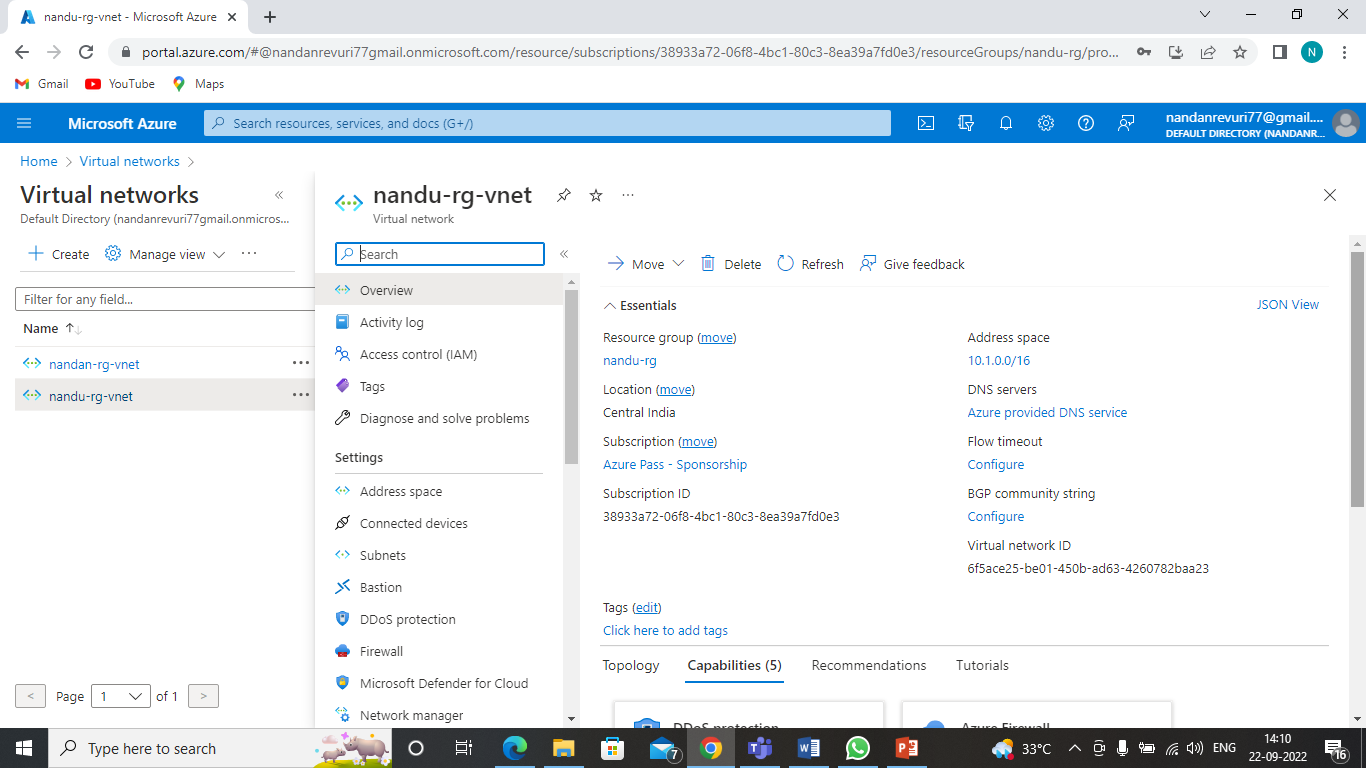 nandu-rg-vnet - Microsoft Azure
portal.azure.com/#@nandanrevuri77gmail.onmicrosoft.com/resource/subscriptions/38933a72-06f8-4bc1-80c3-8ea39a7fd0e3/resourceGroups/nandu-rg/pro...
N
Gmail YouTube Maps
Microsoft Azure
Search resources, services, and docs (G+/)
nandanrevuri77@gmail....
DEFAULT DIRECTORY (NANDANR...
Home > Virtual networks >
Virtual networks
Default Directory (nandanrevuri77gmail.onmicros...
Create Manage view ...
Filter for any field...
Name
nandan-rg-vnet ...
nandu-rg-vnet ...
< Page 1 of 1 >
nandu-rg-vnet ...
Virtual network
Search
Overview
Activity log
Access control (IAM)
Tags
Diagnose and solve problems
Settings
Address space
Connected devices
Subnets
Bastion
DDoS protection
Firewall
Microsoft Defender for Cloud
Network manager
Move Delete Refresh Give feedback
Essentials
JSON View
Resource group (move)
nandu-rg
Location (move)
Central India
Subscription (move)
Azure Pass - Sponsorship
Subscription ID
38933a72-06f8-4bc1-80c3-8ea39a7fd0e3
Address space
10.1.0.0/16
DNS servers
Azure provided DNS service
Flow timeout
Configure
BGP community string
Configure
Virtual network ID
6f5ace25-be01-450b-ad63-4260782baa23
Tags (edit)
Click here to add tags
Topology Capabilities (5) Recommendations Tutorials
DDoS protection Azure Firewall
Type here to search
7
33°C
ENG
14:10
22-09-2022
16